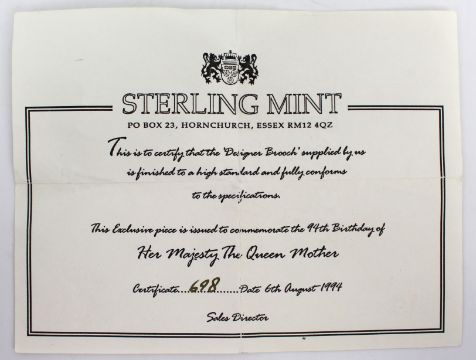 STERLING MINT
PO BOX 23, HORNCHURCH, ESSEX RM12 4QZ
This is to certify that the 'Designer Brooch' supplied by us
is finished to a high standard and fully conforms
to the specifications.
This Exclusive piece is issued to commemorate the 94th Birthday of
Her Majesty The Queen Mother
Certificate....698.......Date 6th August 1994
Sales Director